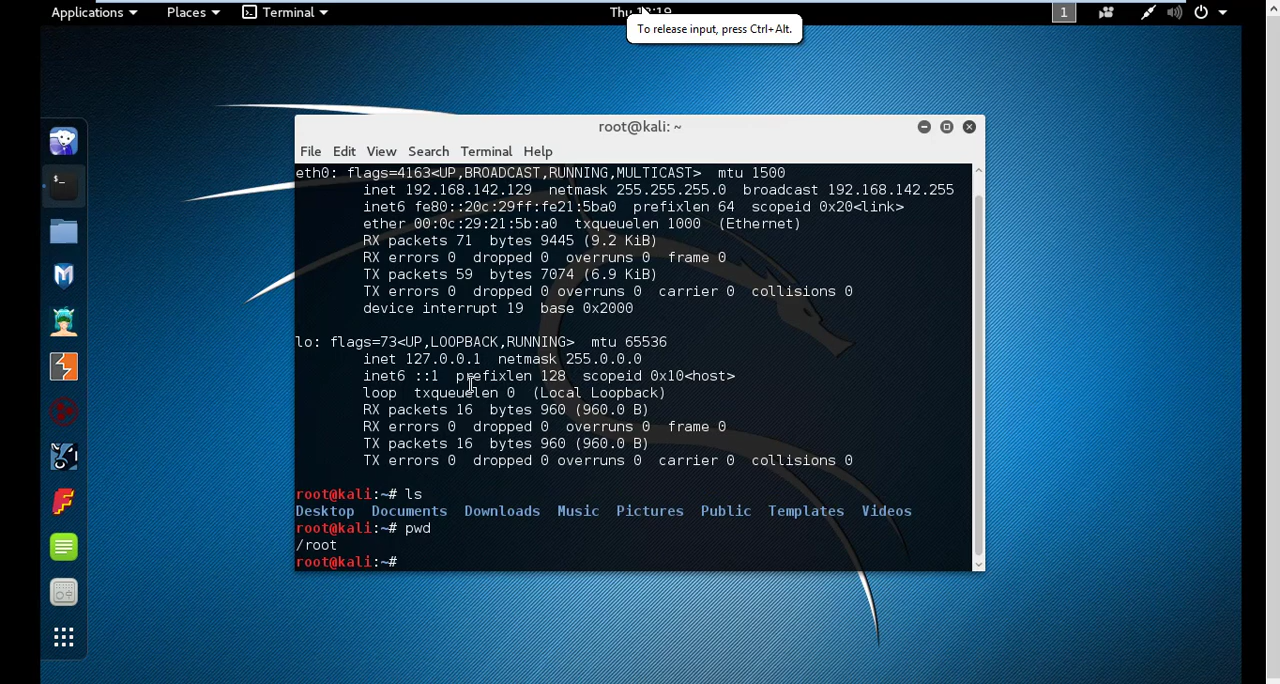 Applications Places Terminal Thu 1 :19 1
To release input, press Ctrl+Alt.
root@kali: ~
File Edit View Search Terminal Help
eth0: flags=4163<UP,BROADCAST,RUNNING,MULTICAST>  mtu 1500
        inet 192.168.142.129  netmask 255.255.255.0  broadcast 192.168.142.255
        inet6 fe80::20c:29ff:fe21:5ba0  prefixlen 64  scopeid 0x20<link>
        ether 00:0c:29:21:5b:a0  txqueuelen 1000  (Ethernet)
        RX packets 71  bytes 9445 (9.2 KiB)
        RX errors 0  dropped 0  overruns 0  frame 0
        TX packets 59  bytes 7074 (6.9 KiB)
        TX errors 0  dropped 0 overruns 0  carrier 0  collisions 0
        device interrupt 19  base 0x2000
lo: flags=73<UP,LOOPBACK,RUNNING>  mtu 65536
        inet 127.0.0.1  netmask 255.0.0.0
        inet6 ::1  prefixlen 128  scopeid 0x10<host>
        loop  txqueuelen 0  (Local Loopback)
        RX packets 16  bytes 960 (960.0 B)
        RX errors 0  dropped 0  overruns 0  frame 0
        TX packets 16  bytes 960 (960.0 B)
        TX errors 0  dropped 0 overruns 0  carrier 0  collisions 0
root@kali:~# ls
Desktop  Documents  Downloads  Music  Pictures  Public  Templates  Videos
root@kali:~# pwd
/root
root@kali:~#